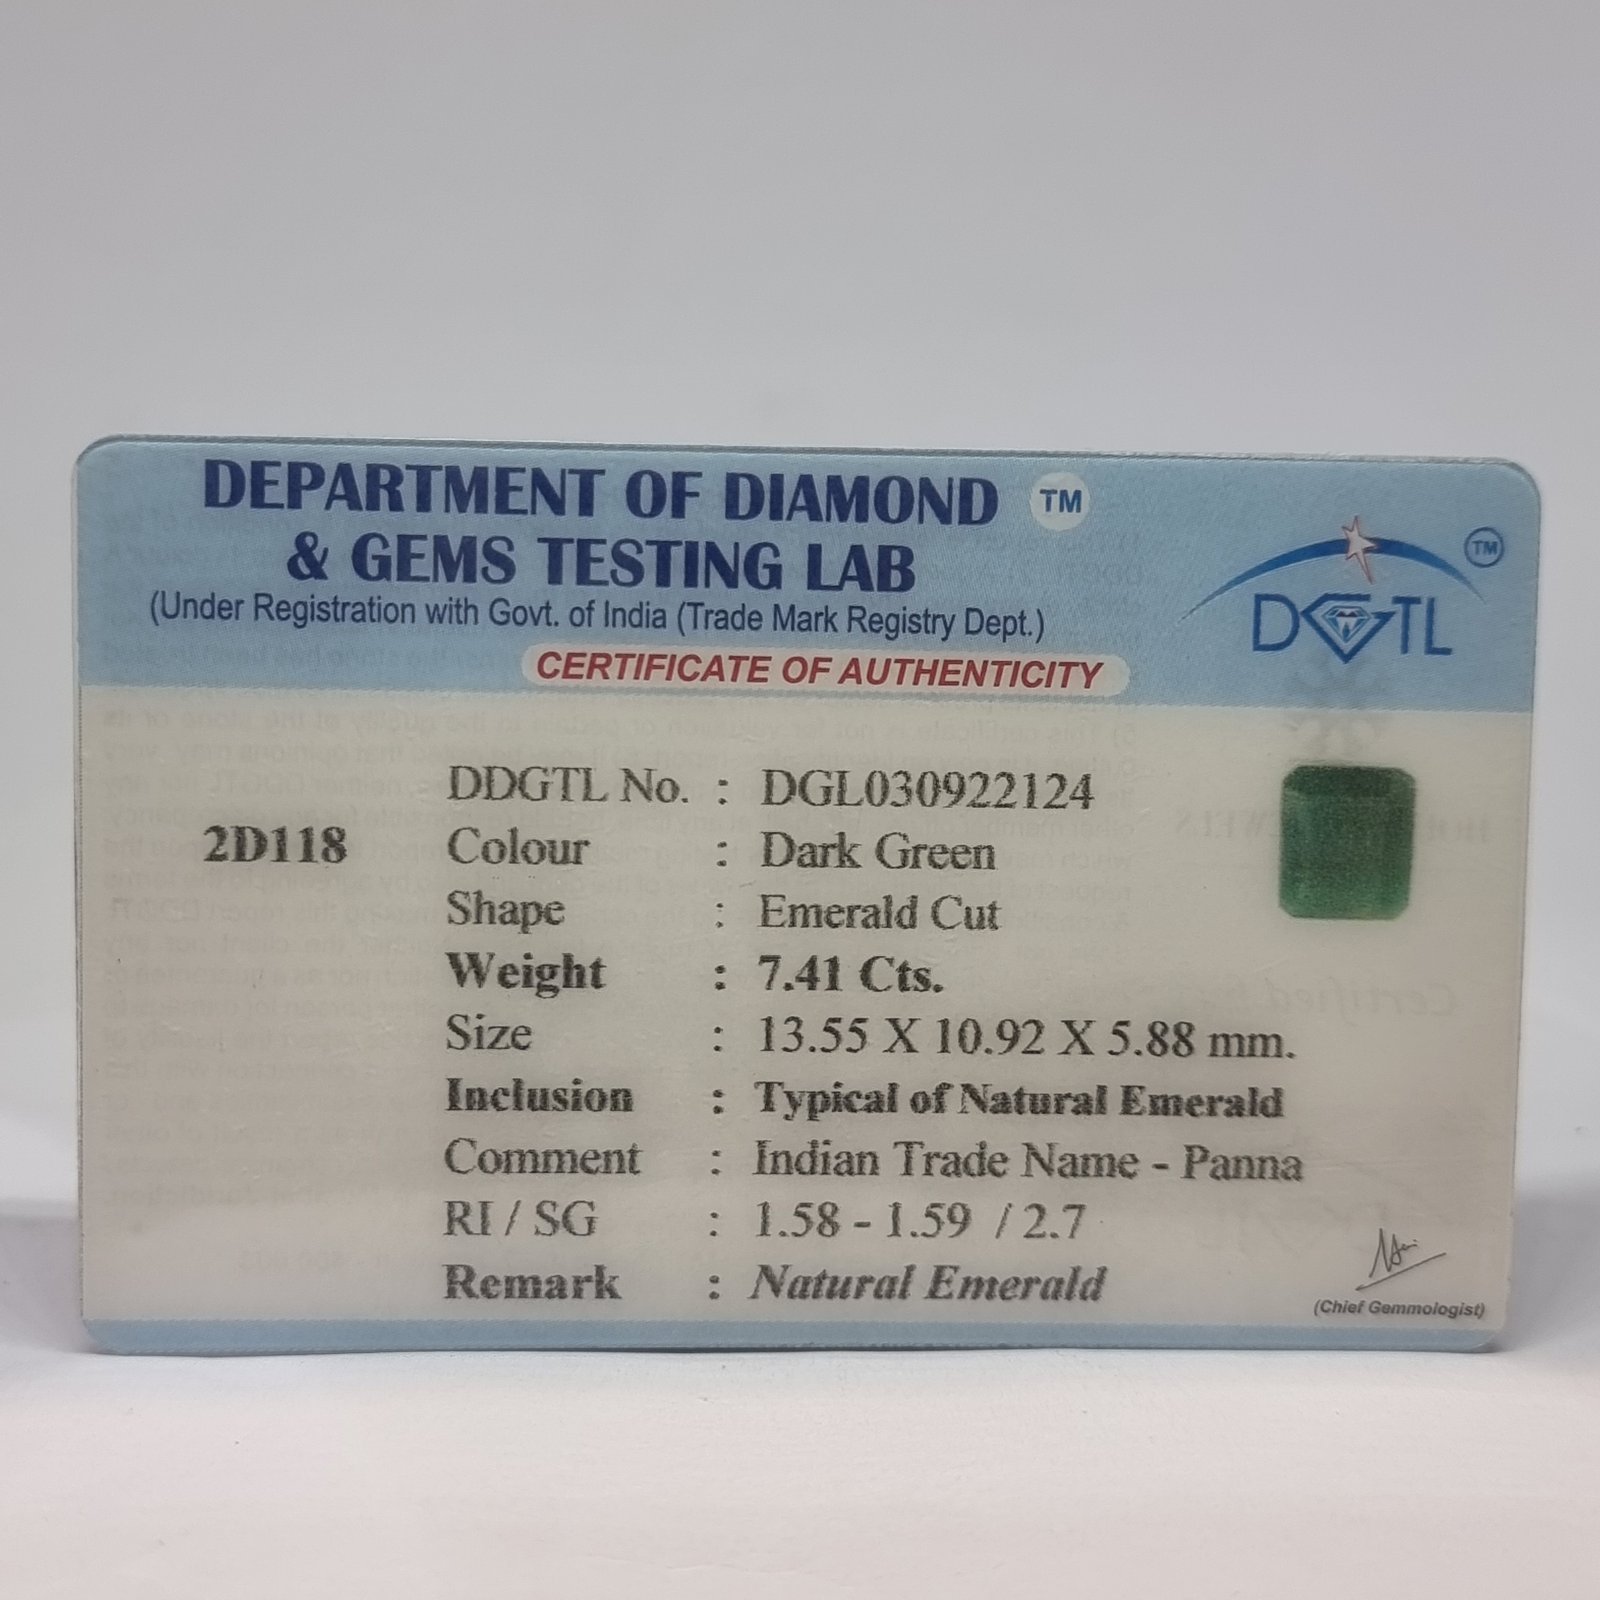 DEPARTMENT OF DIAMOND TM
& GEMS TESTING LAB
(Under Registration with Govt. of India (Trade Mark Registry Dept.)
CERTIFICATE OF AUTHENTICITY
DGTL TM
DDGTL No. : DGL030922124
2D118
Colour : Dark Green
Shape : Emerald Cut
Weight : 7.41 Cts.
Size : 13.55 X 10.92 X 5.88 mm.
Inclusion : Typical of Natural Emerald
Comment : Indian Trade Name - Panna
RI / SG : 1.58 - 1.59 / 2.7
Remark : Natural Emerald
(Chief Gemmologist)